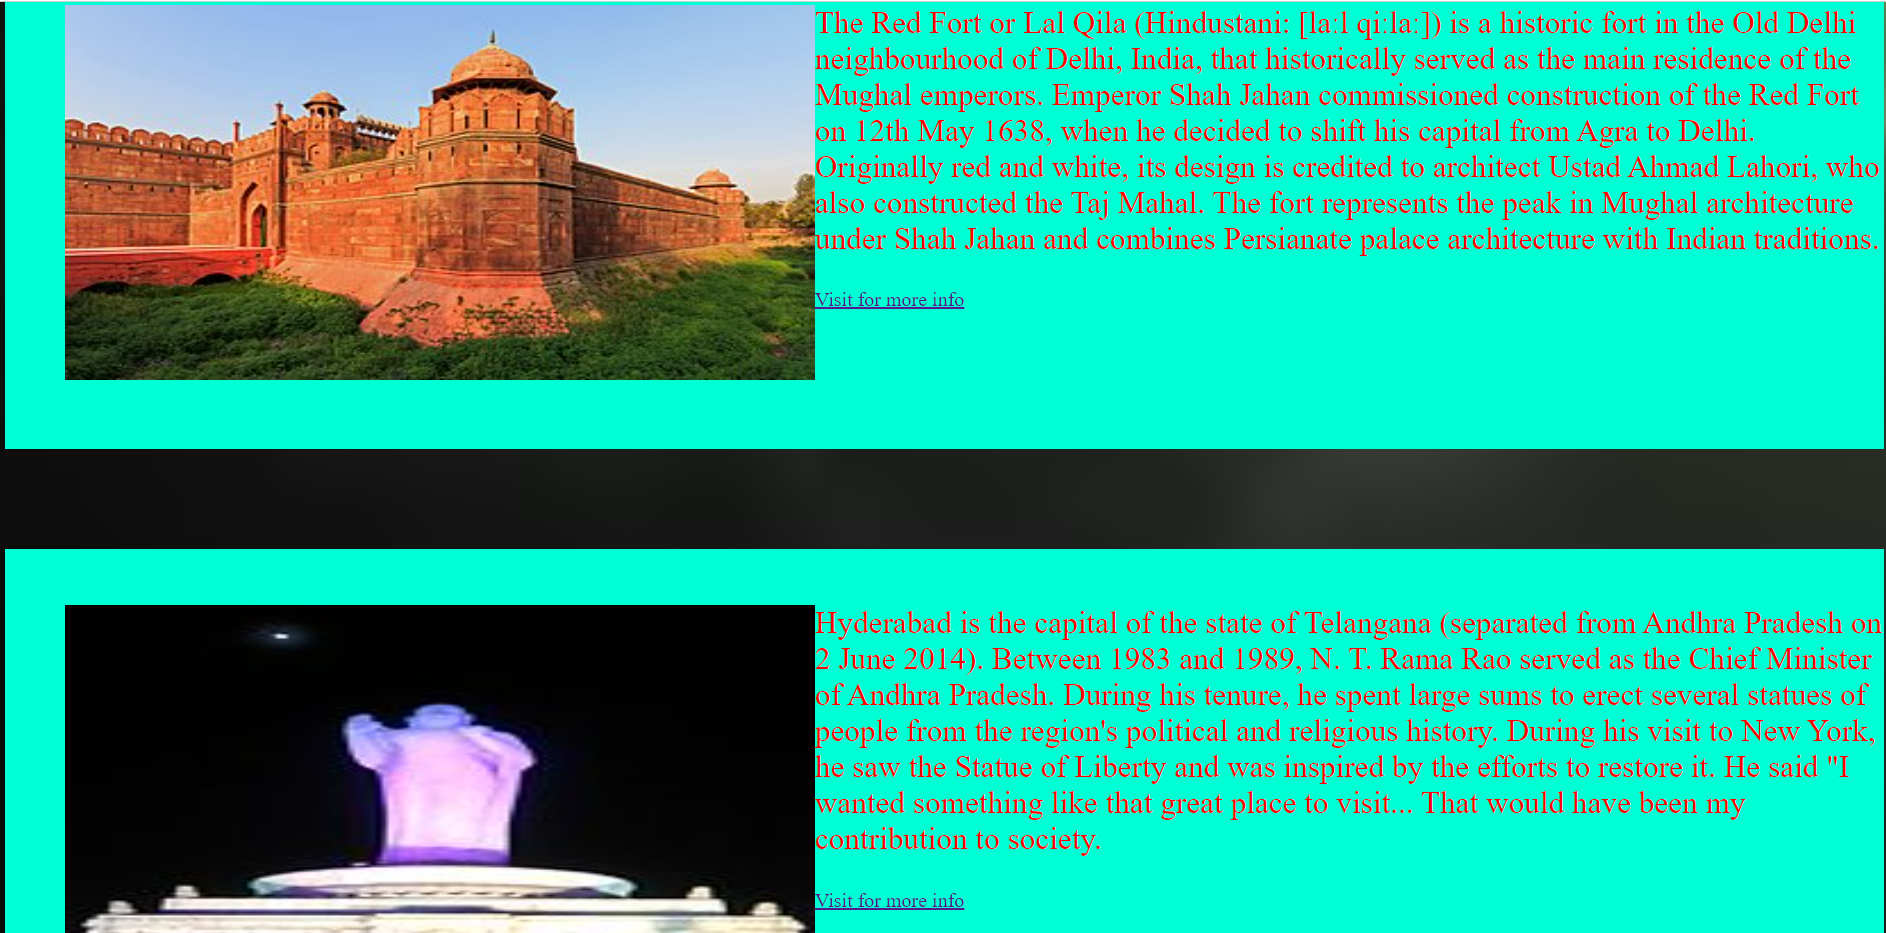 The Red Fort or Lal Qila (Hindustani: [laːl qiːlaː]) is a historic fort in the Old Delhi
neighbourhood of Delhi, India, that historically served as the main residence of the
Mughal emperors. Emperor Shah Jahan commissioned construction of the Red Fort
on 12th May 1638, when he decided to shift his capital from Agra to Delhi.
Originally red and white, its design is credited to architect Ustad Ahmad Lahori, who
also constructed the Taj Mahal. The fort represents the peak in Mughal architecture
under Shah Jahan and combines Persianate palace architecture with Indian traditions.
Visit for more info
Hyderabad is the capital of the state of Telangana (separated from Andhra Pradesh on
2 June 2014). Between 1983 and 1989, N. T. Rama Rao served as the Chief Minister
of Andhra Pradesh. During his tenure, he spent large sums to erect several statues of
people from the region's political and religious history. During his visit to New York,
he saw the Statue of Liberty and was inspired by the efforts to restore it. He said "I
wanted something like that great place to visit... That would have been my
contribution to society.
Visit for more info